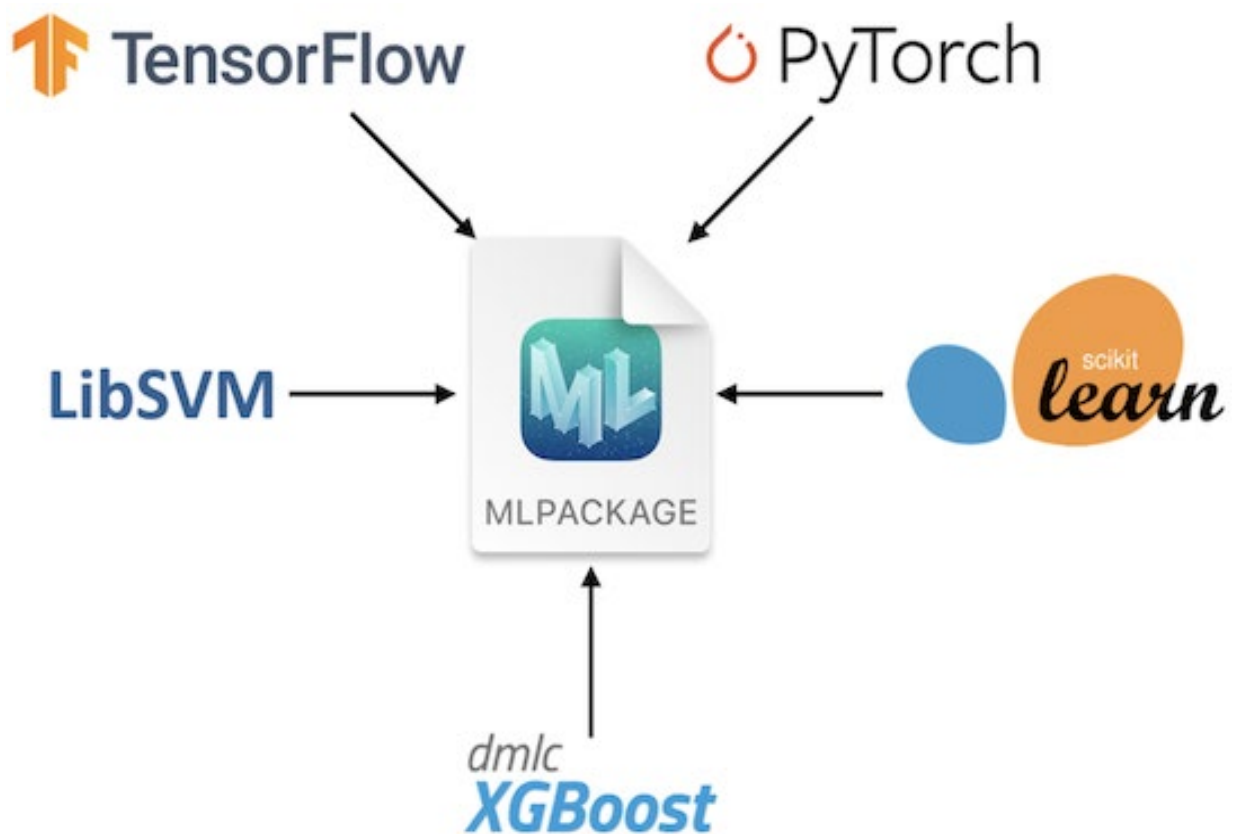 TensorFlow
PyTorch
LibSVM
ML
MLPACKAGE
scikit
learn
dmlc
XGBoost